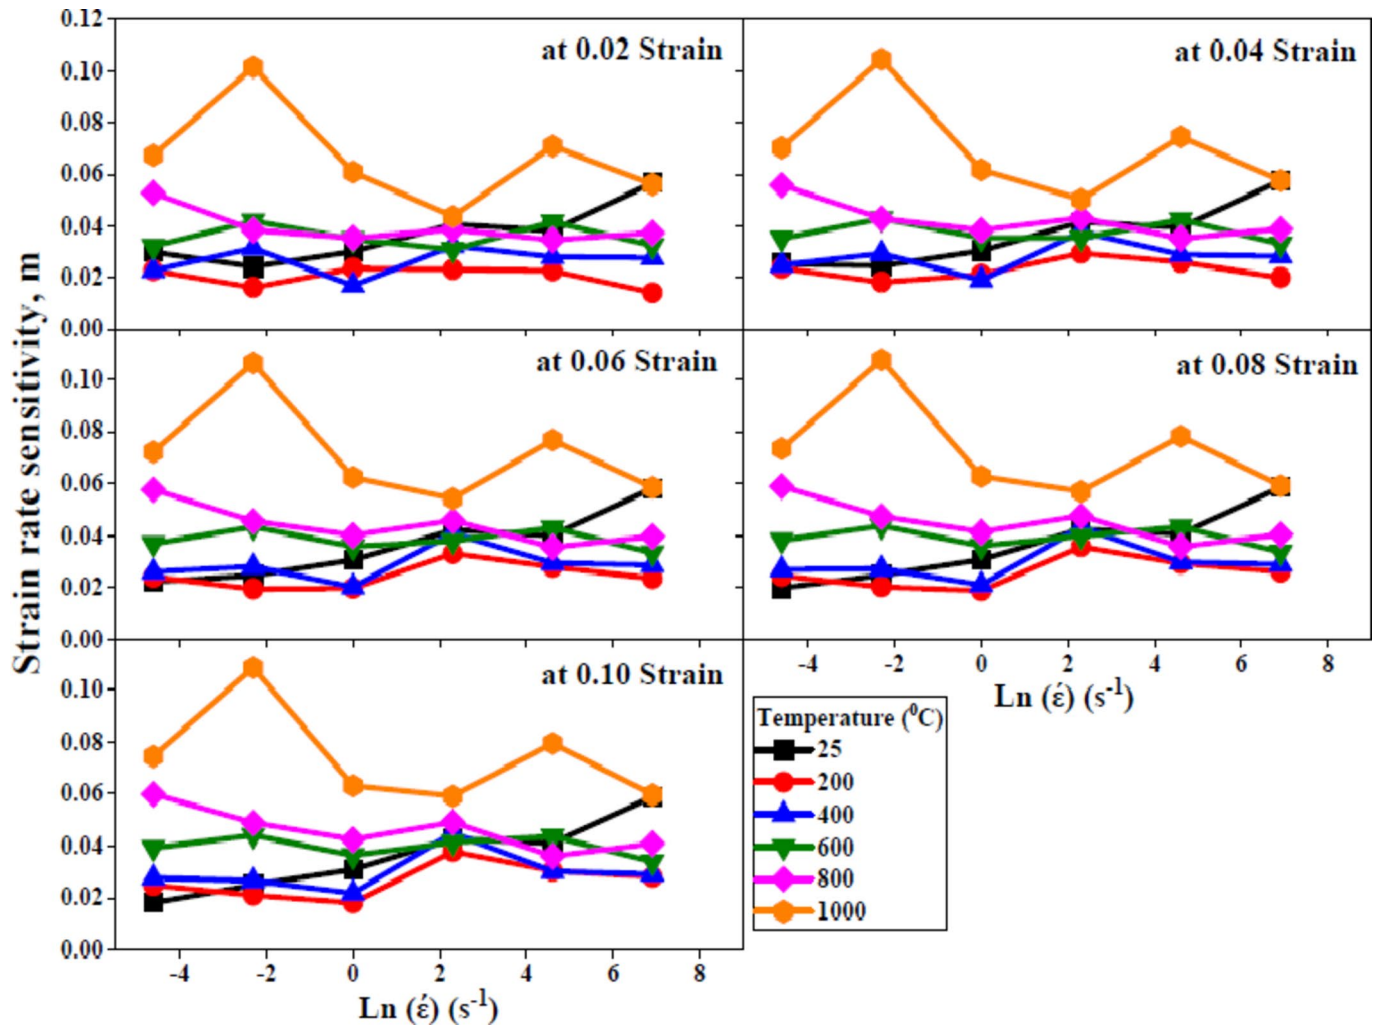 0.12
0.10
0.08
0.06
0.04
0.02
0.00
at 0.02 Strain
at 0.04 Strain
0.10
0.08
0.06
0.04
0.02
0.00
at 0.06 Strain
at 0.08 Strain
-4 -2 0 2 4 6 8
Ln (έ) (s⁻¹)
0.10
0.08
0.06
0.04
0.02
0.00
at 0.10 Strain
-4 -2 0 2 4 6 8
Ln (έ) (s⁻¹)
Strain rate sensitivity, m
Temperature (⁰C)
25
200
400
600
800
1000